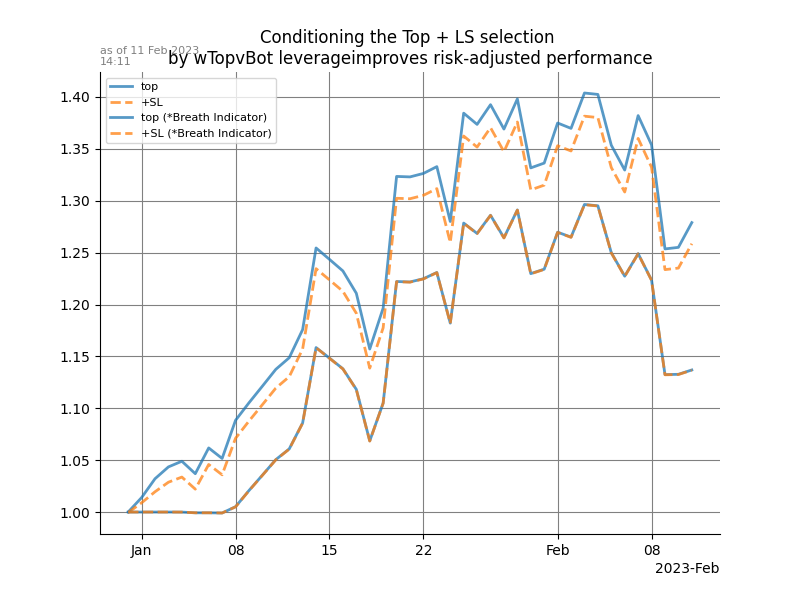 Conditioning the Top + LS selection
by wTopvBot leverageimproves risk-adjusted performance
as of 11 Feb 2023
14:11
top
+SL
top (*Breath Indicator)
+SL (*Breath Indicator)
1.40
1.35
1.30
1.25
1.20
1.15
1.10
1.05
1.00
Jan 08 15 22 Feb 08
2023-Feb